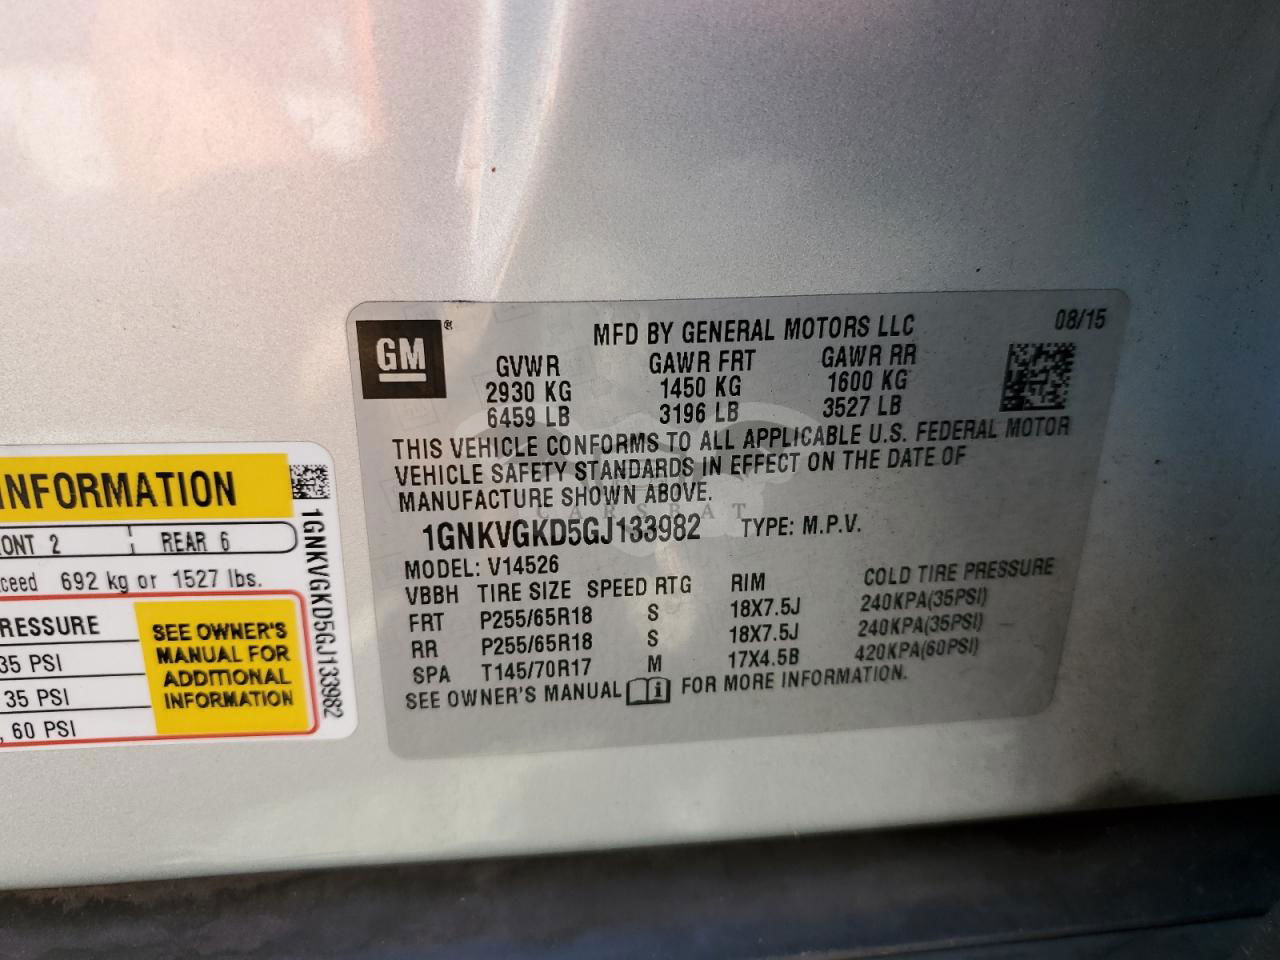 GM ®
MFD BY GENERAL MOTORS LLC
08/15
GVWR GAWR FRT GAWR RR
2930 KG 1450 KG 1600 KG
6459 LB 3196 LB 3527 LB
THIS VEHICLE CONFORMS TO ALL APPLICABLE U.S. FEDERAL MOTOR
VEHICLE SAFETY STANDARDS IN EFFECT ON THE DATE OF
MANUFACTURE SHOWN ABOVE.
CARSBAT
1GNKVGKD5GJ133982 TYPE: M.P.V.
MODEL: V14526
VBBH TIRE SIZE SPEED RTG RIM COLD TIRE PRESSURE
FRT P255/65R18 S 18X7.5J 240KPA(35PSI)
RR P255/65R18 S 18X7.5J 240KPA(35PSI)
SPA T145/70R17 M 17X4.5B 420KPA(60PSI)
SEE OWNER'S MANUAL FOR MORE INFORMATION.
INFORMATION
ONT 2 REAR 6
ceed 692 kg or 1527 lbs.
RESSURE
35 PSI
35 PSI
, 60 PSI
SEE OWNER'S
MANUAL FOR
ADDITIONAL
INFORMATION
1GNKVGKD5GJ133982